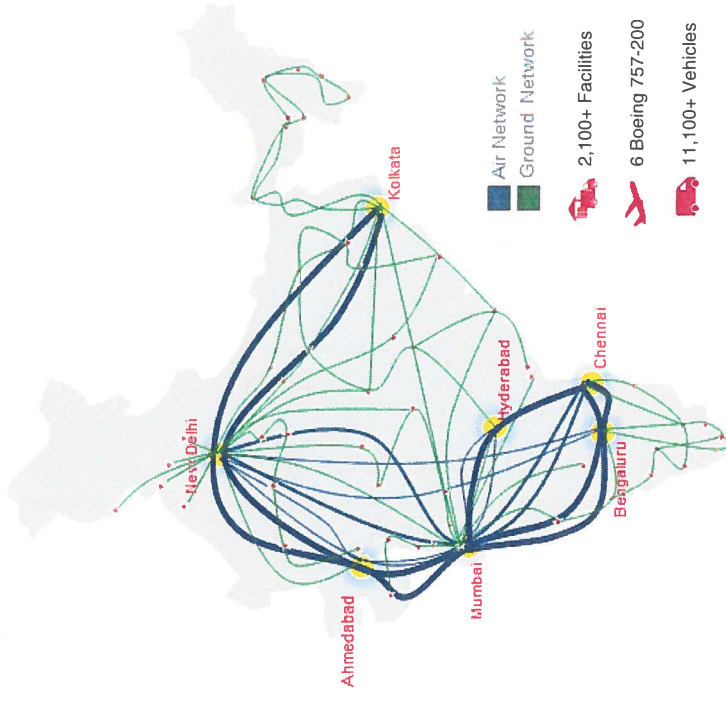 New Delhi
Kolkata
Ahmedabad
Mumbai
Hyderabad
Chennai
Bengaluru
Air Network
Ground Network
2,100+ Facilities
6 Boeing 757-200
11,100+ Vehicles